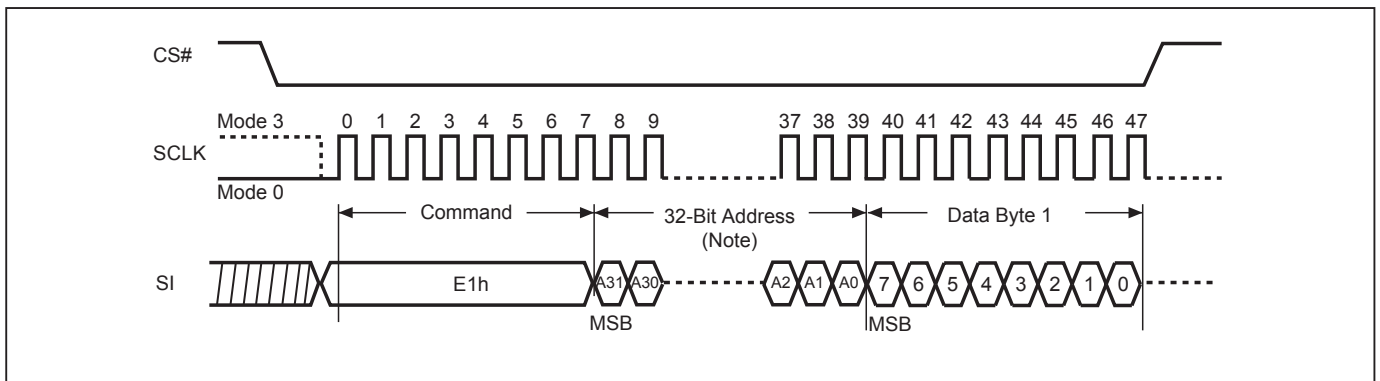 CS#
Mode 3 0 1 2 3 4 5 6 7 8 9 37 38 39 40 41 42 43 44 45 46 47
SCLK
Mode 0
Command 32-Bit Address Data Byte 1
(Note)
SI E1h A31 A30 A2 A1 A0 7 6 5 4 3 2 1 0
MSB MSB